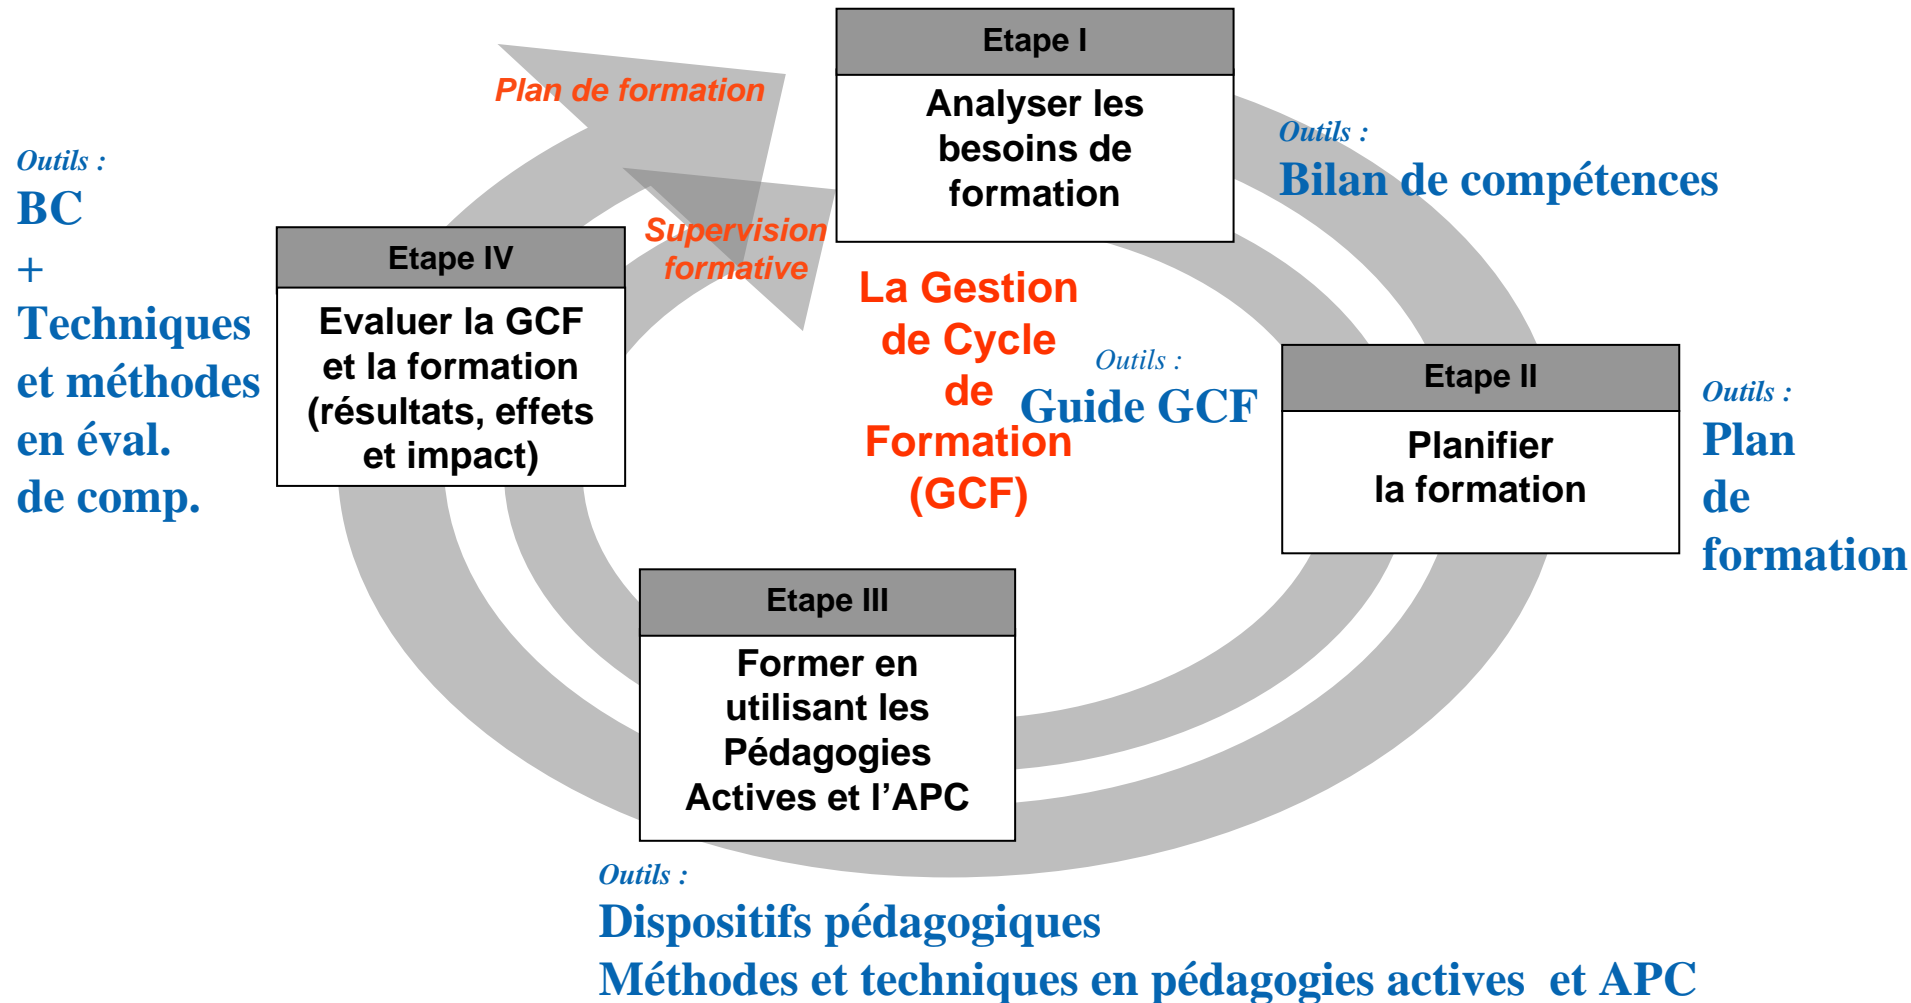 Etape I
Analyser les
besoins de
formation
Plan de formation
Supervision
formative
Outils :
Bilan de compétences
Outils :
BC
+
Techniques
et méthodes
en éval.
de comp.
Etape IV
Evaluer la GCF
et la formation
(résultats, effets
et impact)
La Gestion
de Cycle
de
Formation
(GCF)
Outils :
Guide GCF
Etape II
Planifier
la formation
Outils :
Plan
de
formation
Etape III
Former en
utilisant les
Pédagogies
Actives et l’APC
Outils :
Dispositifs pédagogiques
Méthodes et techniques en pédagogies actives et APC